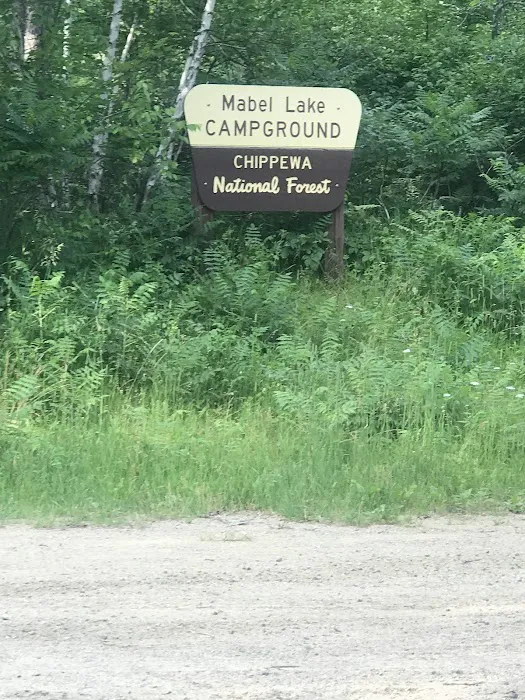 · Mabel Lake ·
CAMPGROUND
CHIPPEWA
· National Forest ·